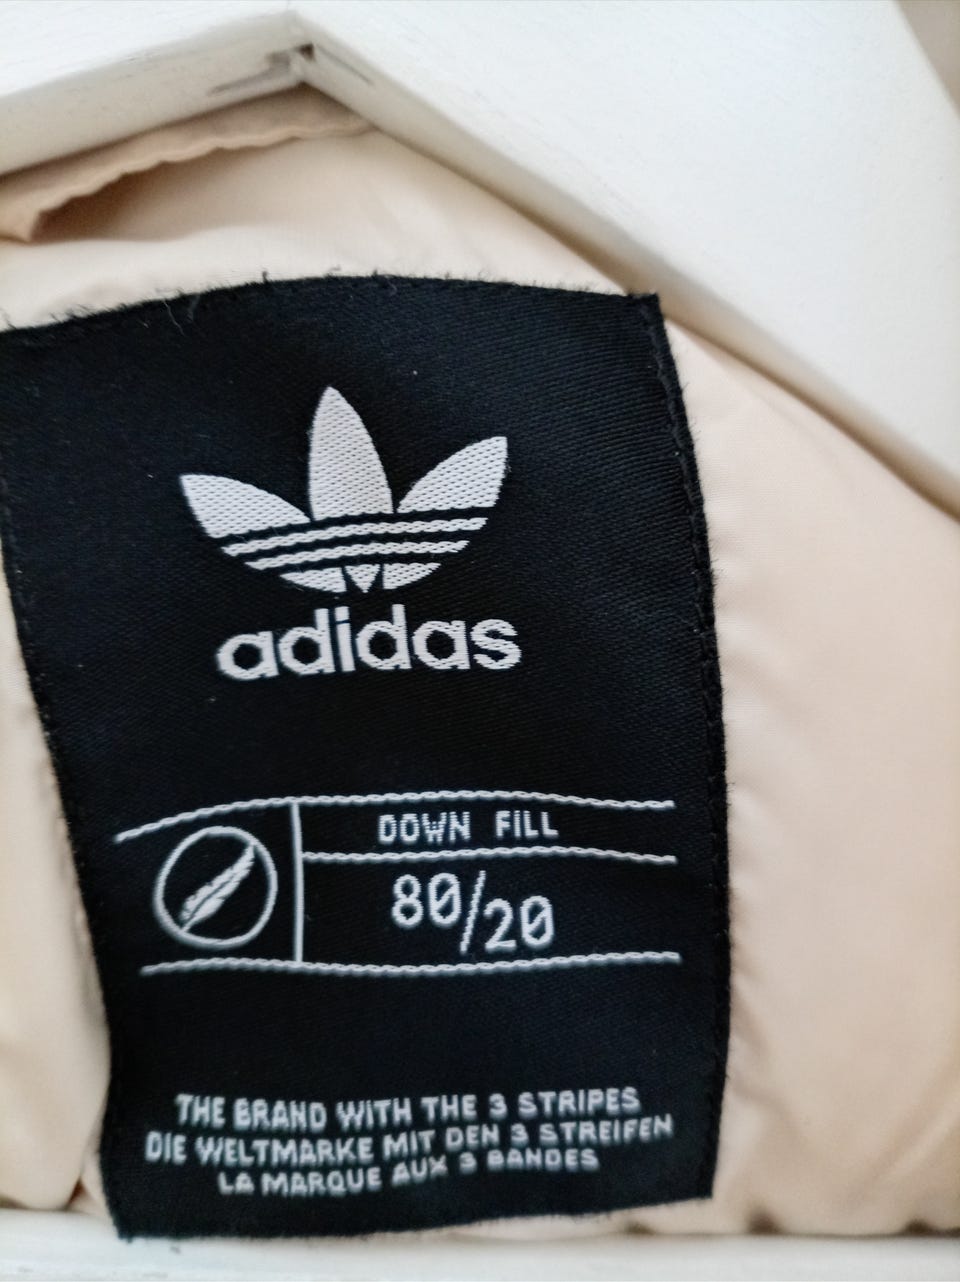 adidas
DOWN FILL
80/20
THE BRAND WITH THE 3 STRIPES
DIE WELTMARKE MIT DEN 3 STREIFEN
LA MARQUE AUX 3 BANDES